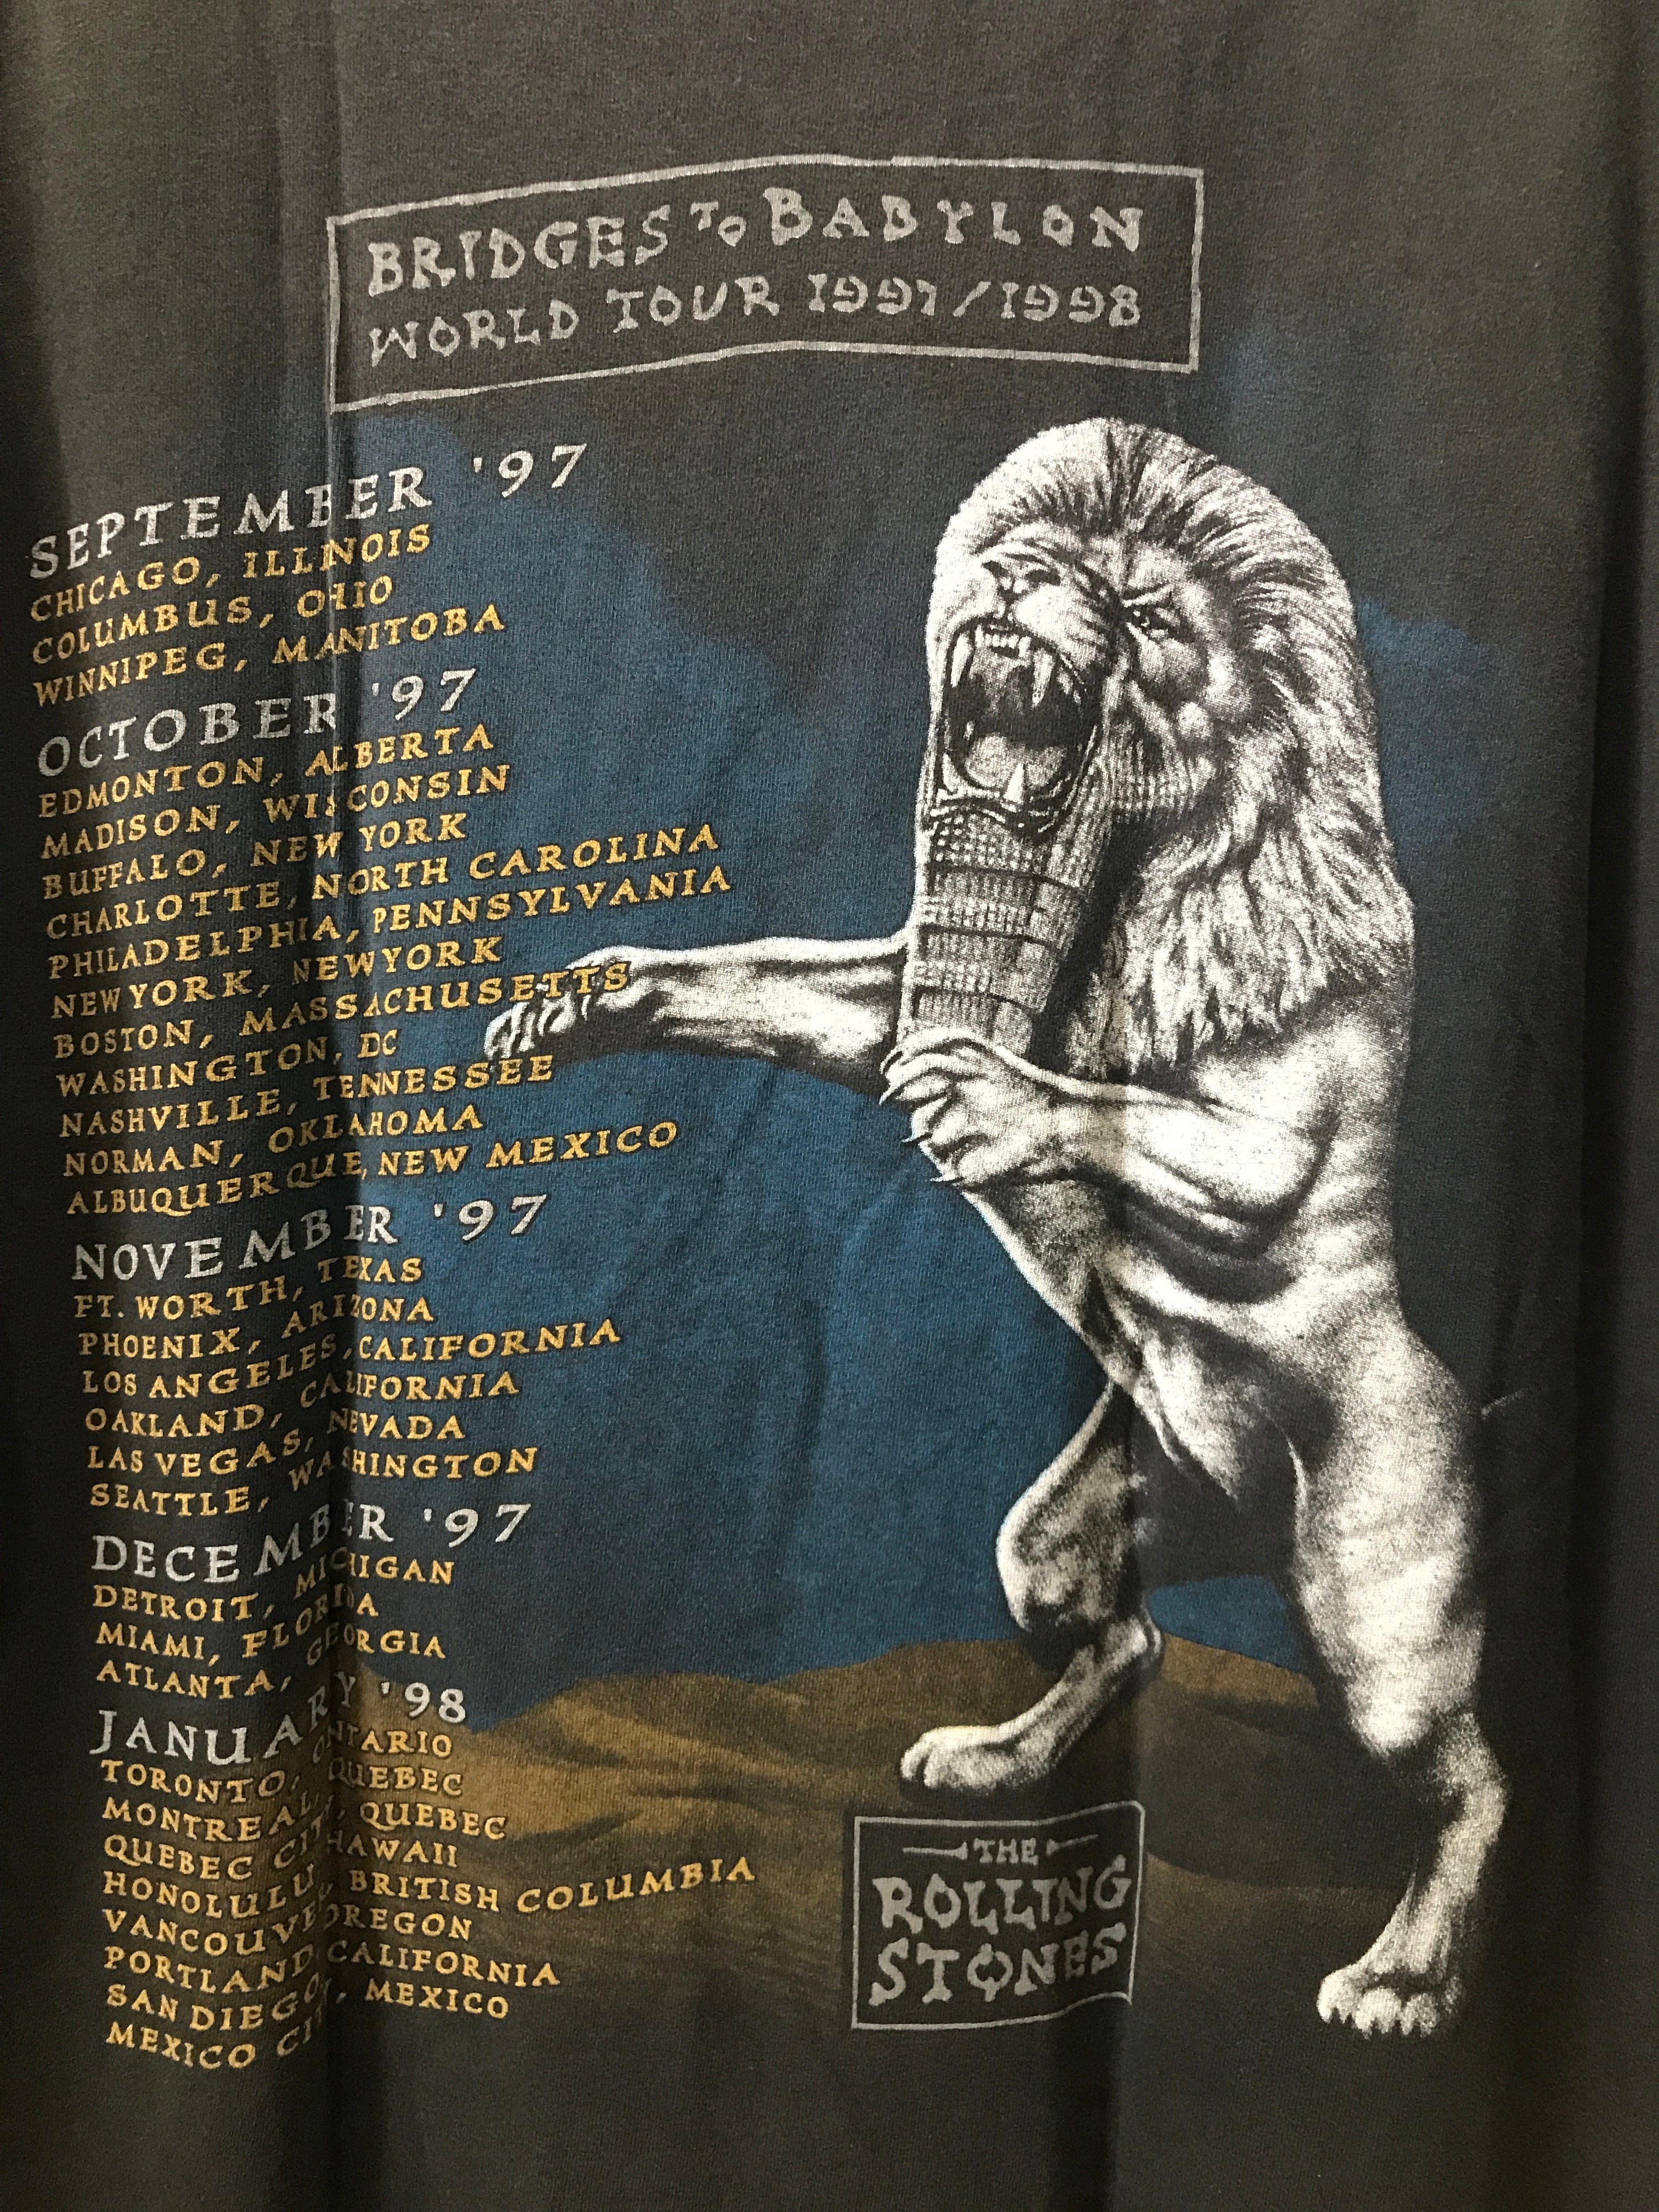 BRIDGES TO BABYLON
WORLD TOUR 1997/1998
SEPTEMBER '97
CHICAGO, ILLINOIS
COLUMBUS, OHIO
WINNIPEG, MANITOBA
OCTOBER '97
EDMONTON, ALBERTA
MADISON, WISCONSIN
BUFFALO, NEW YORK
CHARLOTTE, NORTH CAROLINA
PHILADELPHIA, PENNSYLVANIA
NEW YORK, NEW YORK
BOSTON, MASSACHUSETTS
WASHINGTON, DC
NASHVILLE, TENNESSEE
NORMAN, OKLAHOMA
ALBUQUERQUE, NEW MEXICO
NOVEMBER '97
FT. WORTH, TEXAS
PHOENIX, ARIZONA
LOS ANGELES, CALIFORNIA
OAKLAND, CALIFORNIA
LAS VEGAS, NEVADA
SEATTLE, WASHINGTON
DECEMBER '97
DETROIT, MICHIGAN
MIAMI, FLORIDA
ATLANTA, GEORGIA
JANUARY '98
TORONTO, ONTARIO
MONTREAL, QUEBEC
QUEBEC CITY, QUEBEC
HONOLULU, HAWAII
VANCOUVER, BRITISH COLUMBIA
PORTLAND, OREGON
SAN DIEGO, CALIFORNIA
MEXICO CITY, MEXICO
THE
ROLLING
STONES